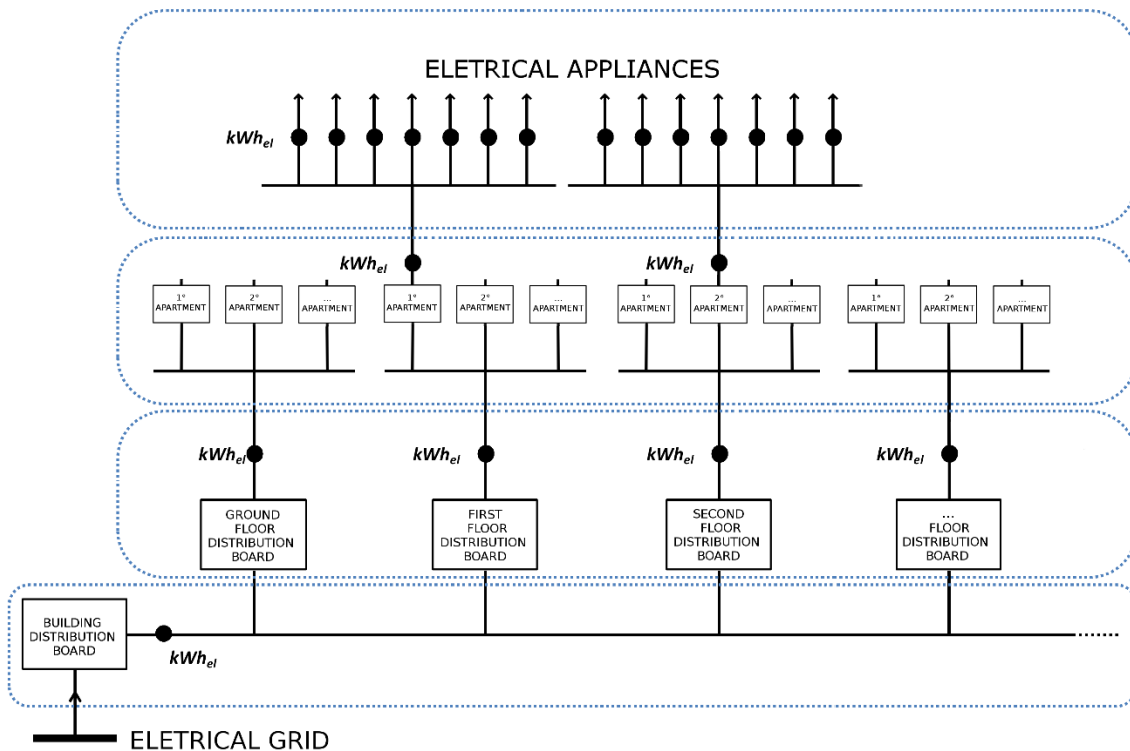 ELETRICAL APPLIANCES
kWhel
kWhel
kWhel
1°
APARTMENT
2°
APARTMENT
...
APARTMENT
1°
APARTMENT
2°
APARTMENT
...
APARTMENT
1°
APARTMENT
2°
APARTMENT
...
APARTMENT
1°
APARTMENT
2°
APARTMENT
...
APARTMENT
kWhel
kWhel
kWhel
kWhel
GROUND
FLOOR
DISTRIBUTION
BOARD
FIRST
FLOOR
DISTRIBUTION
BOARD
SECOND
FLOOR
DISTRIBUTION
BOARD
...
FLOOR
DISTRIBUTION
BOARD
BUILDING
DISTRIBUTION
BOARD
kWhel
ELETRICAL GRID